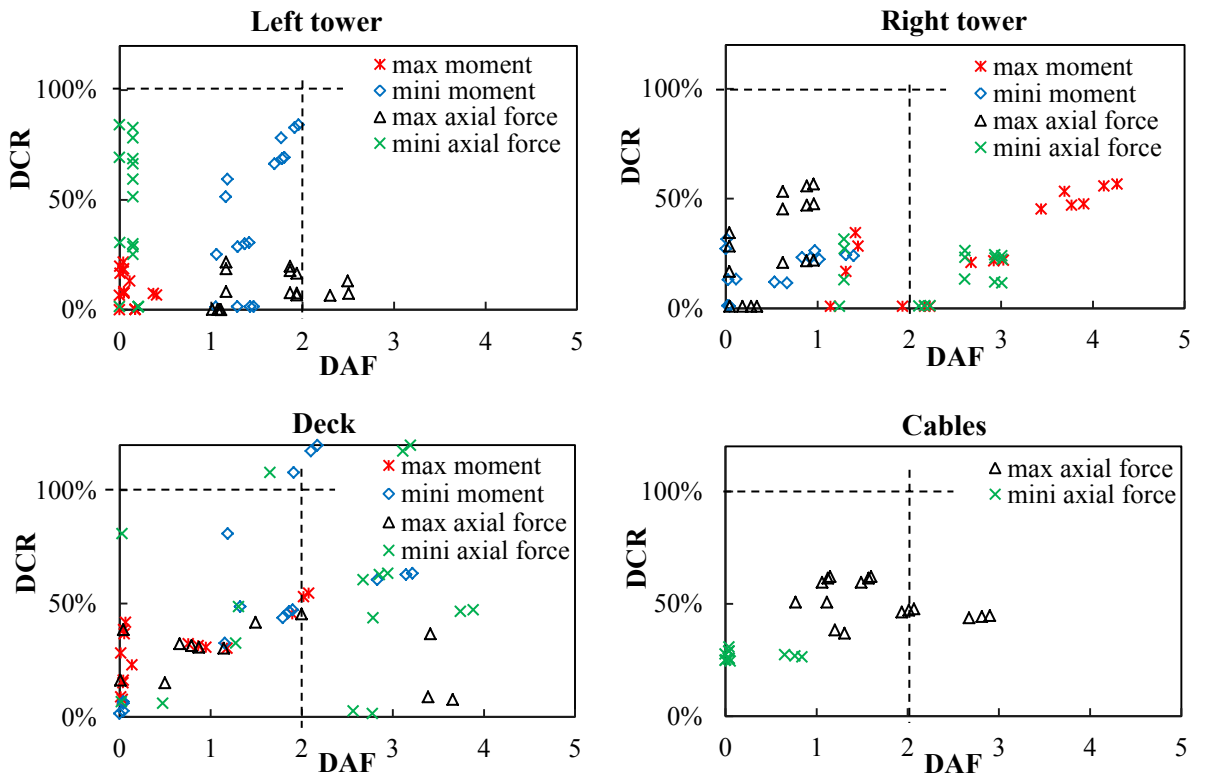 Left tower
max moment
mini moment
max axial force
mini axial force
100%
50%
0%
DCR
0 1 2 3 4 5
DAF
Right tower
max moment
mini moment
max axial force
mini axial force
100%
50%
0%
DCR
0 1 2 3 4 5
DAF
Deck
max moment
mini moment
max axial force
mini axial force
100%
50%
0%
DCR
0 1 2 3 4 5
DAF
Cables
max axial force
mini axial force
100%
50%
0%
DCR
0 1 2 3 4 5
DAF